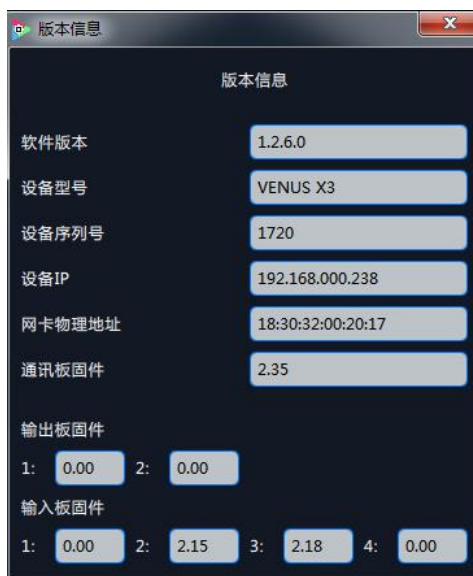 版本信息
版本信息
软件版本 1.2.6.0
设备型号 VENUS X3
设备序列号 1720
设备IP 192.168.000.238
网卡物理地址 18:30:32:00:20:17
通讯板固件 2.35
输出板固件
1: 0.00 2: 0.00
输入板固件
1: 0.00 2: 2.15 3: 2.18 4: 0.00